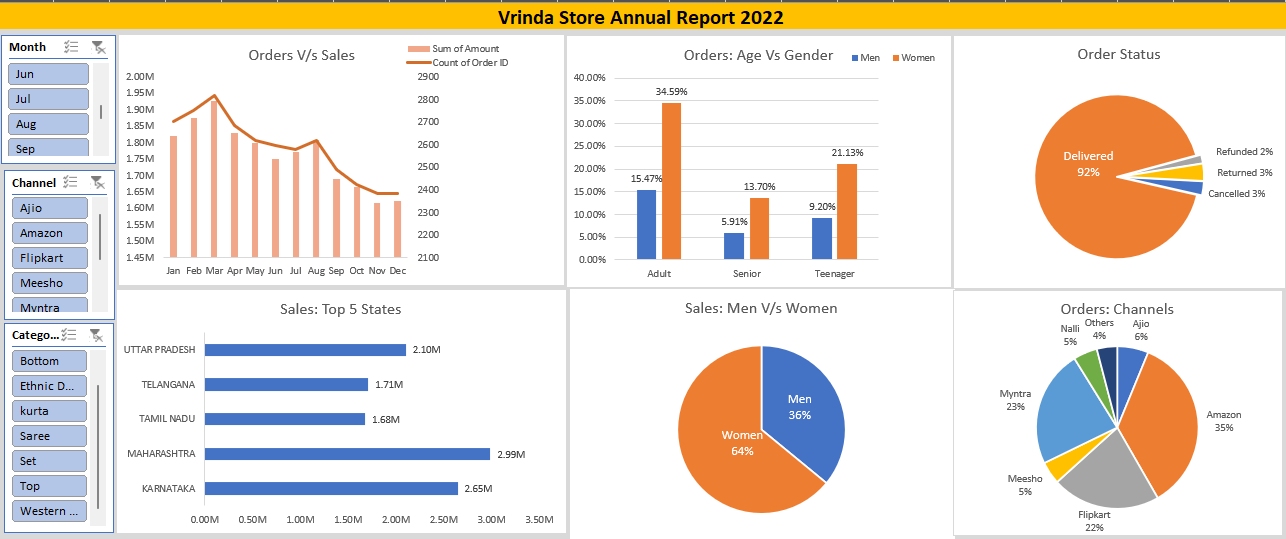 Vrinda Store Annual Report 2022
Month
Jun
Jul
Aug
Sep
Channel
Ajio
Amazon
Flipkart
Meesho
Myntra
Catego...
Bottom
Ethnic D...
kurta
Saree
Set
Top
Western ...
Orders V/s Sales
Sum of Amount
Count of Order ID
2.00M
1.95M
1.90M
1.85M
1.80M
1.75M
1.70M
1.65M
1.60M
1.55M
1.50M
1.45M
2900
2800
2700
2600
2500
2400
2300
2200
2100
Jan Feb Mar Apr May Jun Jul Aug Sep Oct Nov Dec
Orders: Age Vs Gender
Men Women
40.00%
35.00%
30.00%
25.00%
20.00%
15.00%
10.00%
5.00%
0.00%
15.47%
34.59%
5.91%
13.70%
9.20%
21.13%
Adult Senior Teenager
Order Status
Delivered
92%
Refunded 2%
Returned 3%
Cancelled 3%
Sales: Top 5 States
UTTAR PRADESH 2.10M
TELANGANA 1.71M
TAMIL NADU 1.68M
MAHARASHTRA 2.99M
KARNATAKA 2.65M
0.00M 0.50M 1.00M 1.50M 2.00M 2.50M 3.00M 3.50M
Sales: Men V/s Women
Men
36%
Women
64%
Orders: Channels
Nalli
5%
Others
4%
Ajio
6%
Myntra
23%
Amazon
35%
Meesho
5%
Flipkart
22%